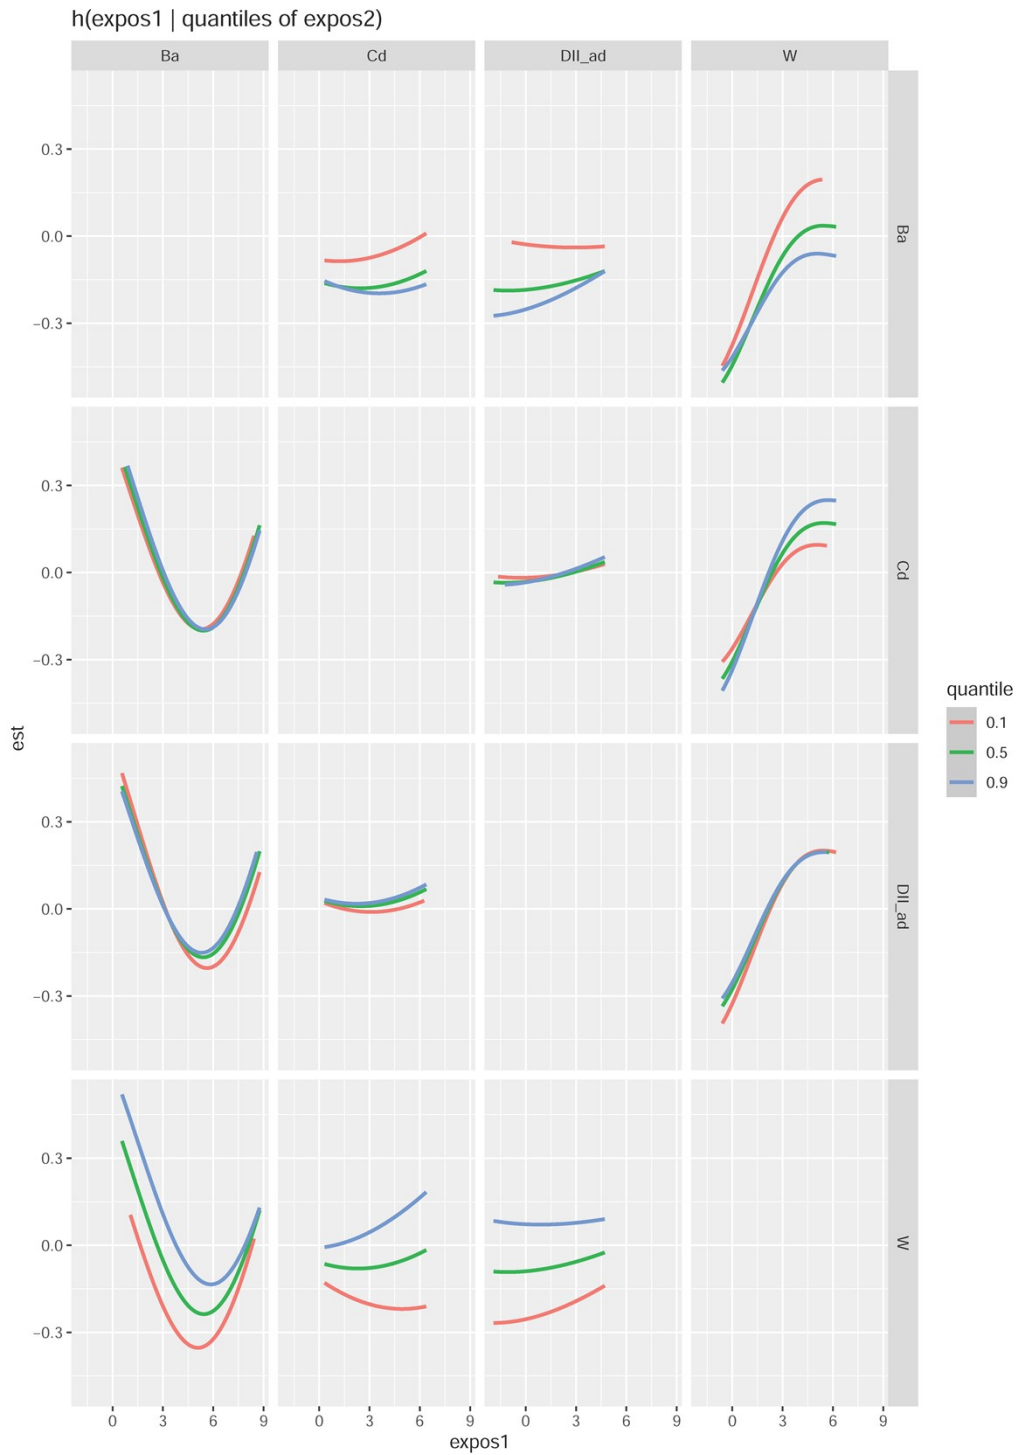 h(expos1 | quantiles of expos2)
Ba Cd DII_ad W
0.3
0.0
−0.3
Ba
0.3
0.0
−0.3
Cd
0.3
0.0
−0.3
DII_ad
0.3
0.0
−0.3
W
0 3 6 9 0 3 6 9 0 3 6 9 0 3 6 9
expos1
est
quantile
0.1
0.5
0.9